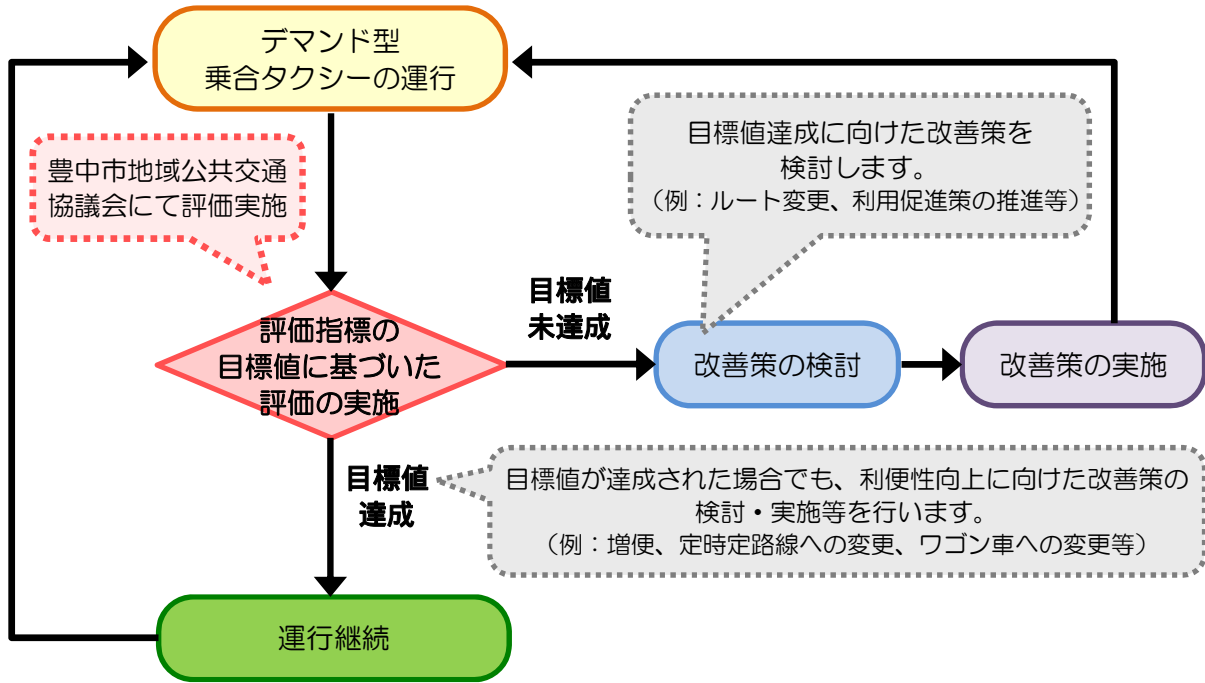 デマンド型
乗合タクシーの運行
豊中市地域公共交通
協議会にて評価実施
目標値達成に向けた改善策を
検討します。
（例：ルート変更、利用促進策の推進等）
評価指標の
目標値に基づいた
評価の実施
目標値
未達成
改善策の検討
改善策の実施
目標値
達成
目標値が達成された場合でも、利便性向上に向けた改善策の
検討・実施等を行います。
（例：増便、定時定路線への変更、ワゴン車への変更等）
運行継続